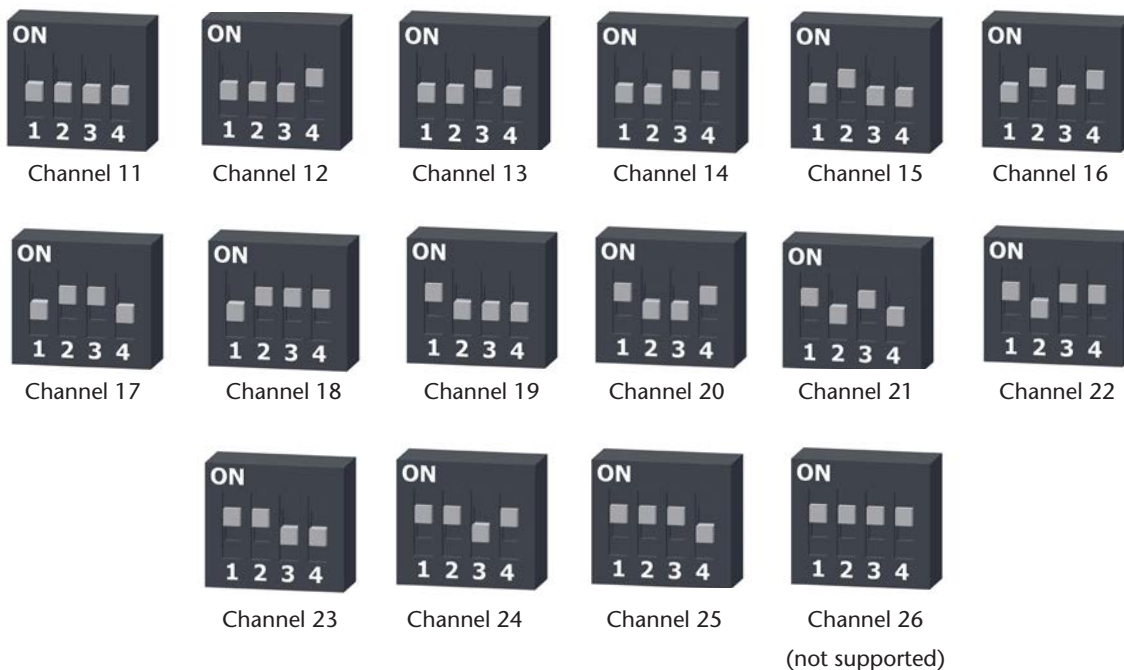 ON ON ON ON ON ON
1 2 3 4 1 2 3 4 1 2 3 4 1 2 3 4 1 2 3 4 1 2 3 4
Channel 11 Channel 12 Channel 13 Channel 14 Channel 15 Channel 16
ON ON ON ON ON ON
1 2 3 4 1 2 3 4 1 2 3 4 1 2 3 4 1 2 3 4 1 2 3 4
Channel 17 Channel 18 Channel 19 Channel 20 Channel 21 Channel 22
ON ON ON ON
1 2 3 4 1 2 3 4 1 2 3 4 1 2 3 4
Channel 23 Channel 24 Channel 25 Channel 26
(not supported)